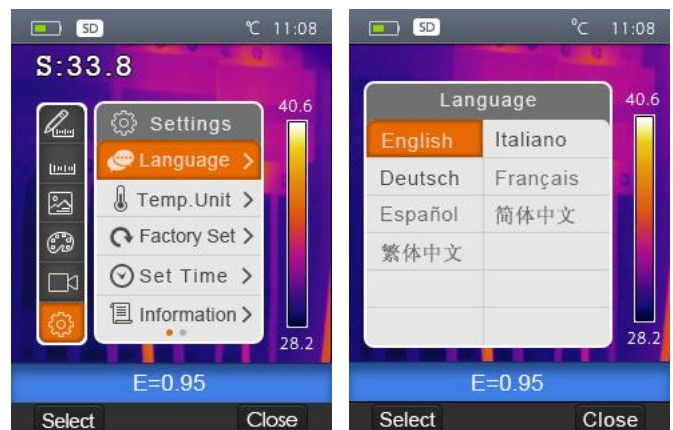 SD ℃ 11:08
S:33.8
40.6
Settings
Language >
Temp.Unit >
Factory Set >
Set Time >
Information >
28.2
E=0.95
Select Close
SD °C 11:08
Language
40.6
English Italiano
Deutsch Français
Español 简体中文
繁体中文
28.2
E=0.95
Select Close